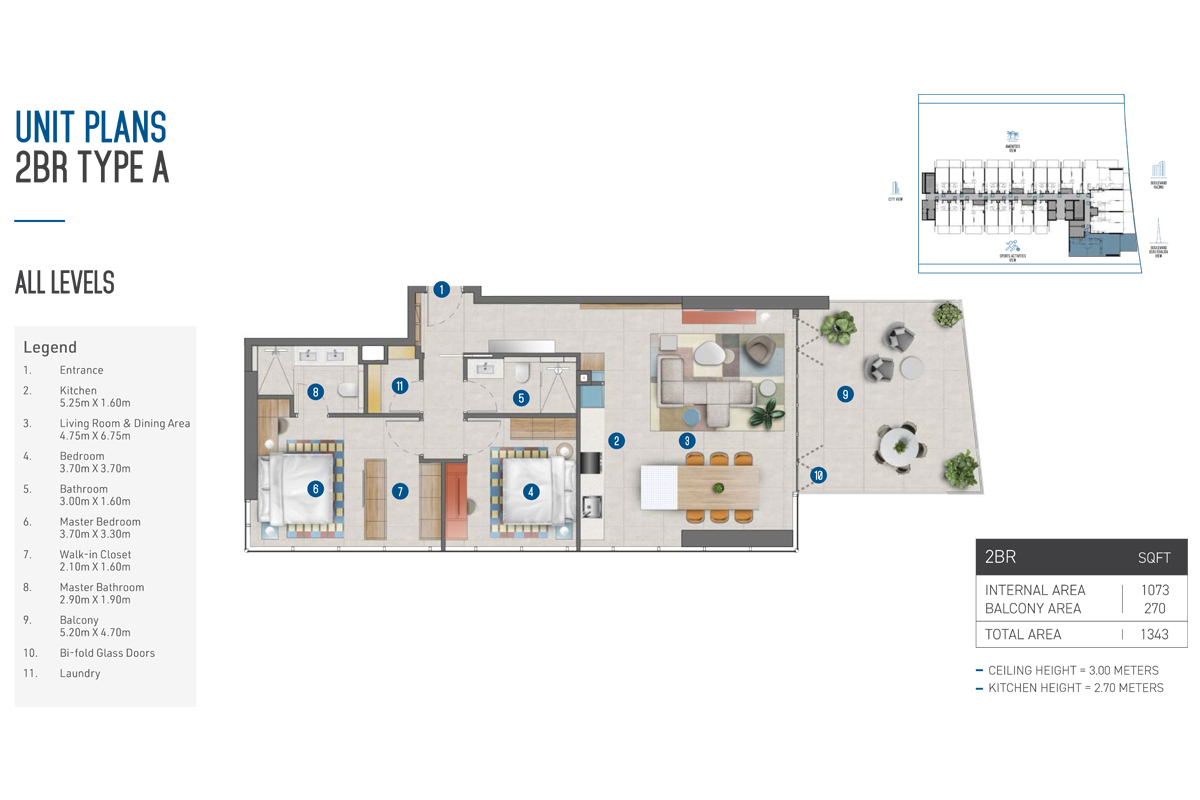 UNIT PLANS
2BR TYPE A
ALL LEVELS
Legend
1. Entrance
2. Kitchen
5.25m X 1.60m
3. Living Room & Dining Area
4.75m X 6.75m
4. Bedroom
3.70m X 3.70m
5. Bathroom
3.00m X 1.60m
6. Master Bedroom
3.70m X 3.30m
7. Walk-in Closet
2.10m X 1.60m
8. Master Bathroom
2.90m X 1.90m
9. Balcony
5.20m X 4.70m
10. Bi-fold Glass Doors
11. Laundry
1
8
11
5
9
2
3
10
6
7
4
AMENITIES
VIEW
CITY VIEW
BOULEVARD
FACING
SPORTS ACTIVITIES
VIEW
BOULEVARD
BURJ KHALIFA
VIEW
2BR SQFT
INTERNAL AREA 1073
BALCONY AREA 270
TOTAL AREA 1343
CEILING HEIGHT = 3.00 METERS
KITCHEN HEIGHT = 2.70 METERS